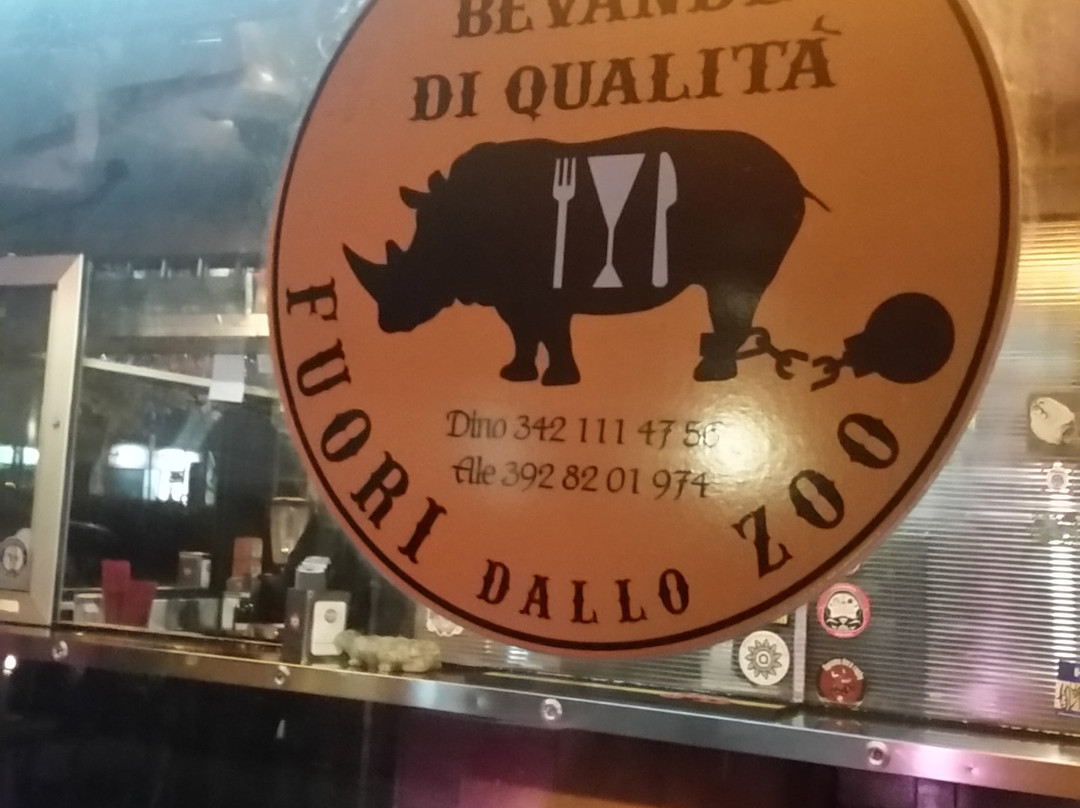 BEVANDE
DI QUALITÁ
Dino 342 111 47 56
Ale 392 82 01 974
FUORI DALLO ZOO